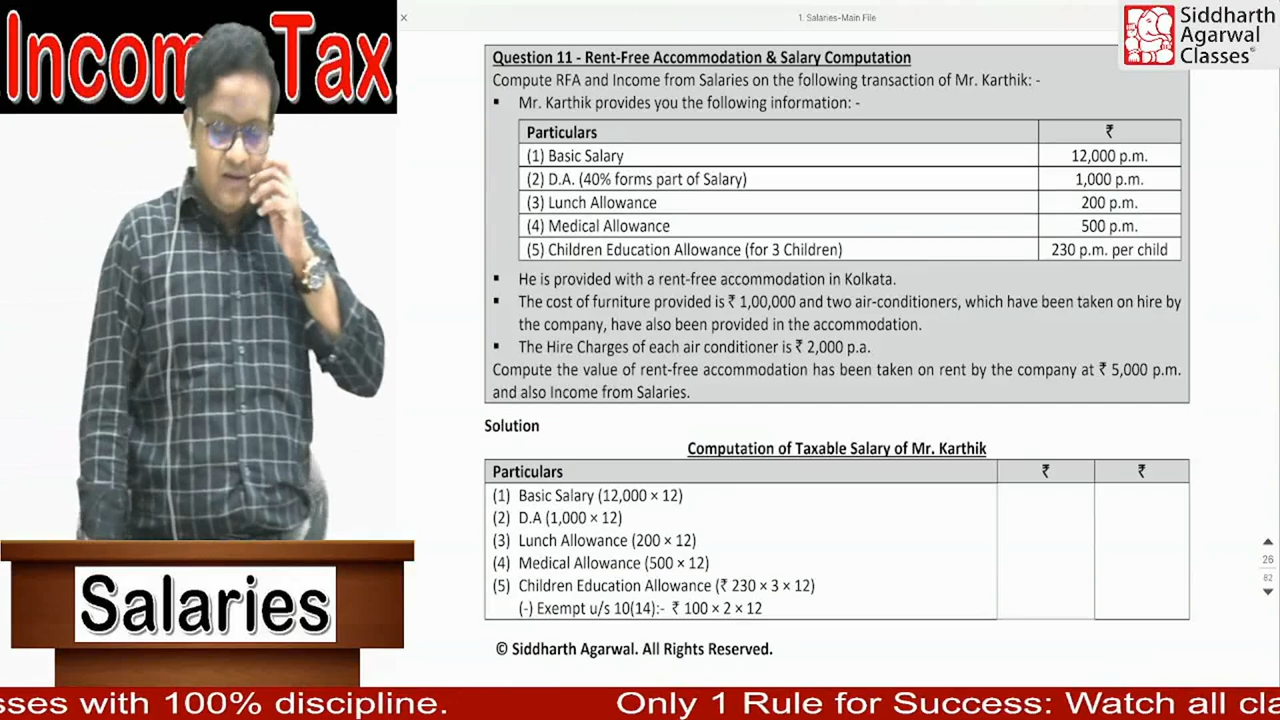 Income Tax
1. Salaries-Main File
Siddharth
Agarwal
Classes
Question 11 - Rent-Free Accommodation & Salary Computation
Compute RFA and Income from Salaries on the following transaction of Mr. Karthik: -
▪ Mr. Karthik provides you the following information: -
Particulars ₹
(1) Basic Salary 12,000 p.m.
(2) D.A. (40% forms part of Salary) 1,000 p.m.
(3) Lunch Allowance 200 p.m.
(4) Medical Allowance 500 p.m.
(5) Children Education Allowance (for 3 Children) 230 p.m. per child
▪ He is provided with a rent-free accommodation in Kolkata.
▪ The cost of furniture provided is ₹ 1,00,000 and two air-conditioners, which have been taken on hire by
the company, have also been provided in the accommodation.
▪ The Hire Charges of each air conditioner is ₹ 2,000 p.a.
Compute the value of rent-free accommodation has been taken on rent by the company at ₹ 5,000 p.m.
and also Income from Salaries.
Solution
Computation of Taxable Salary of Mr. Karthik
Particulars ₹ ₹
(1) Basic Salary (12,000 × 12)
(2) D.A (1,000 × 12)
(3) Lunch Allowance (200 × 12)
(4) Medical Allowance (500 × 12)
(5) Children Education Allowance (₹ 230 × 3 × 12)
(-) Exempt u/s 10(14):- ₹ 100 × 2 × 12
26
82
Salaries
© Siddharth Agarwal. All Rights Reserved.
sses with 100% discipline. Only 1 Rule for Success: Watch all cla